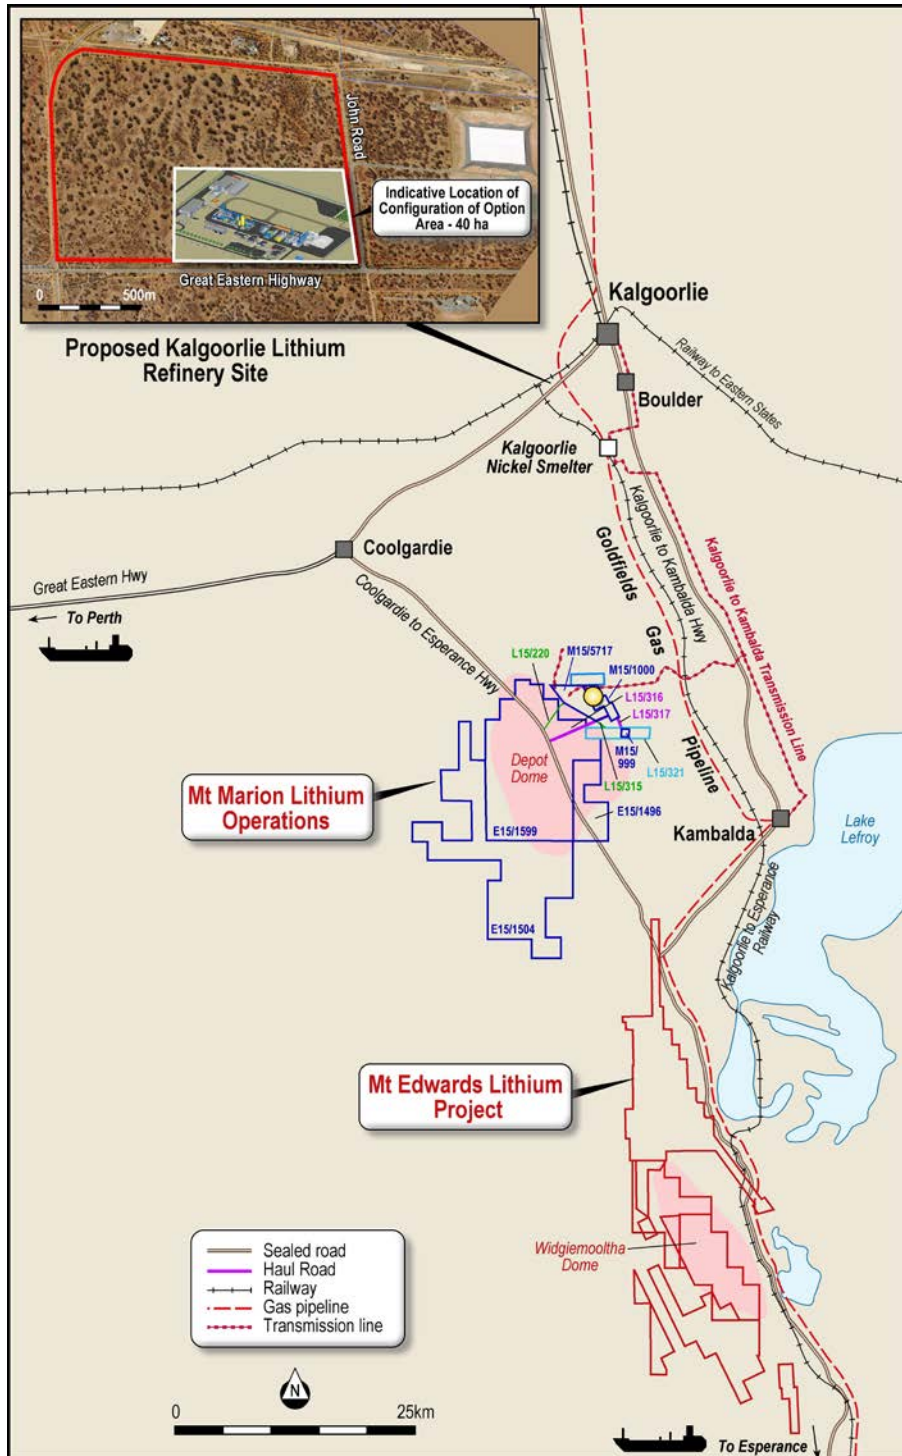 John Road
Indicative Location of
Configuration of Option
Area - 40 ha
Great Eastern Highway
0
500m
Proposed Kalgoorlie Lithium
Refinery Site
Kalgoorlie
Railway to Eastern States
Boulder
Kalgoorlie
Nickel Smelter
Coolgardie
Great Eastern Hwy
To Perth
Coolgardie to Esperance Hwy
Goldfields
Gas
Pipeline
Kalgoorlie to Kambalda Hwy
Kalgoorlie to Kambalda Transmission Line
L15/220
M15/5717
M15/1000
L15/316
L15/317
M15/
999
L15/321
L15/315
Depot
Dome
E15/1496
E15/1599
E15/1504
Mt Marion Lithium
Operations
Kambalda
Lake
Lefroy
Kalgoorlie to Esperance
Railway
Mt Edwards Lithium
Project
Widgiemooltha
Dome
Sealed road
Haul Road
Railway
Gas pipeline
Transmission line
N
0
25km
To Esperance